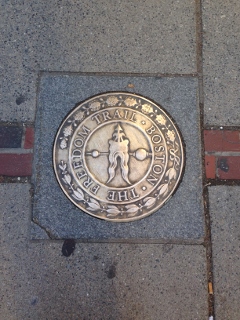 THE FREEDOM TRAIL · BOSTON ·